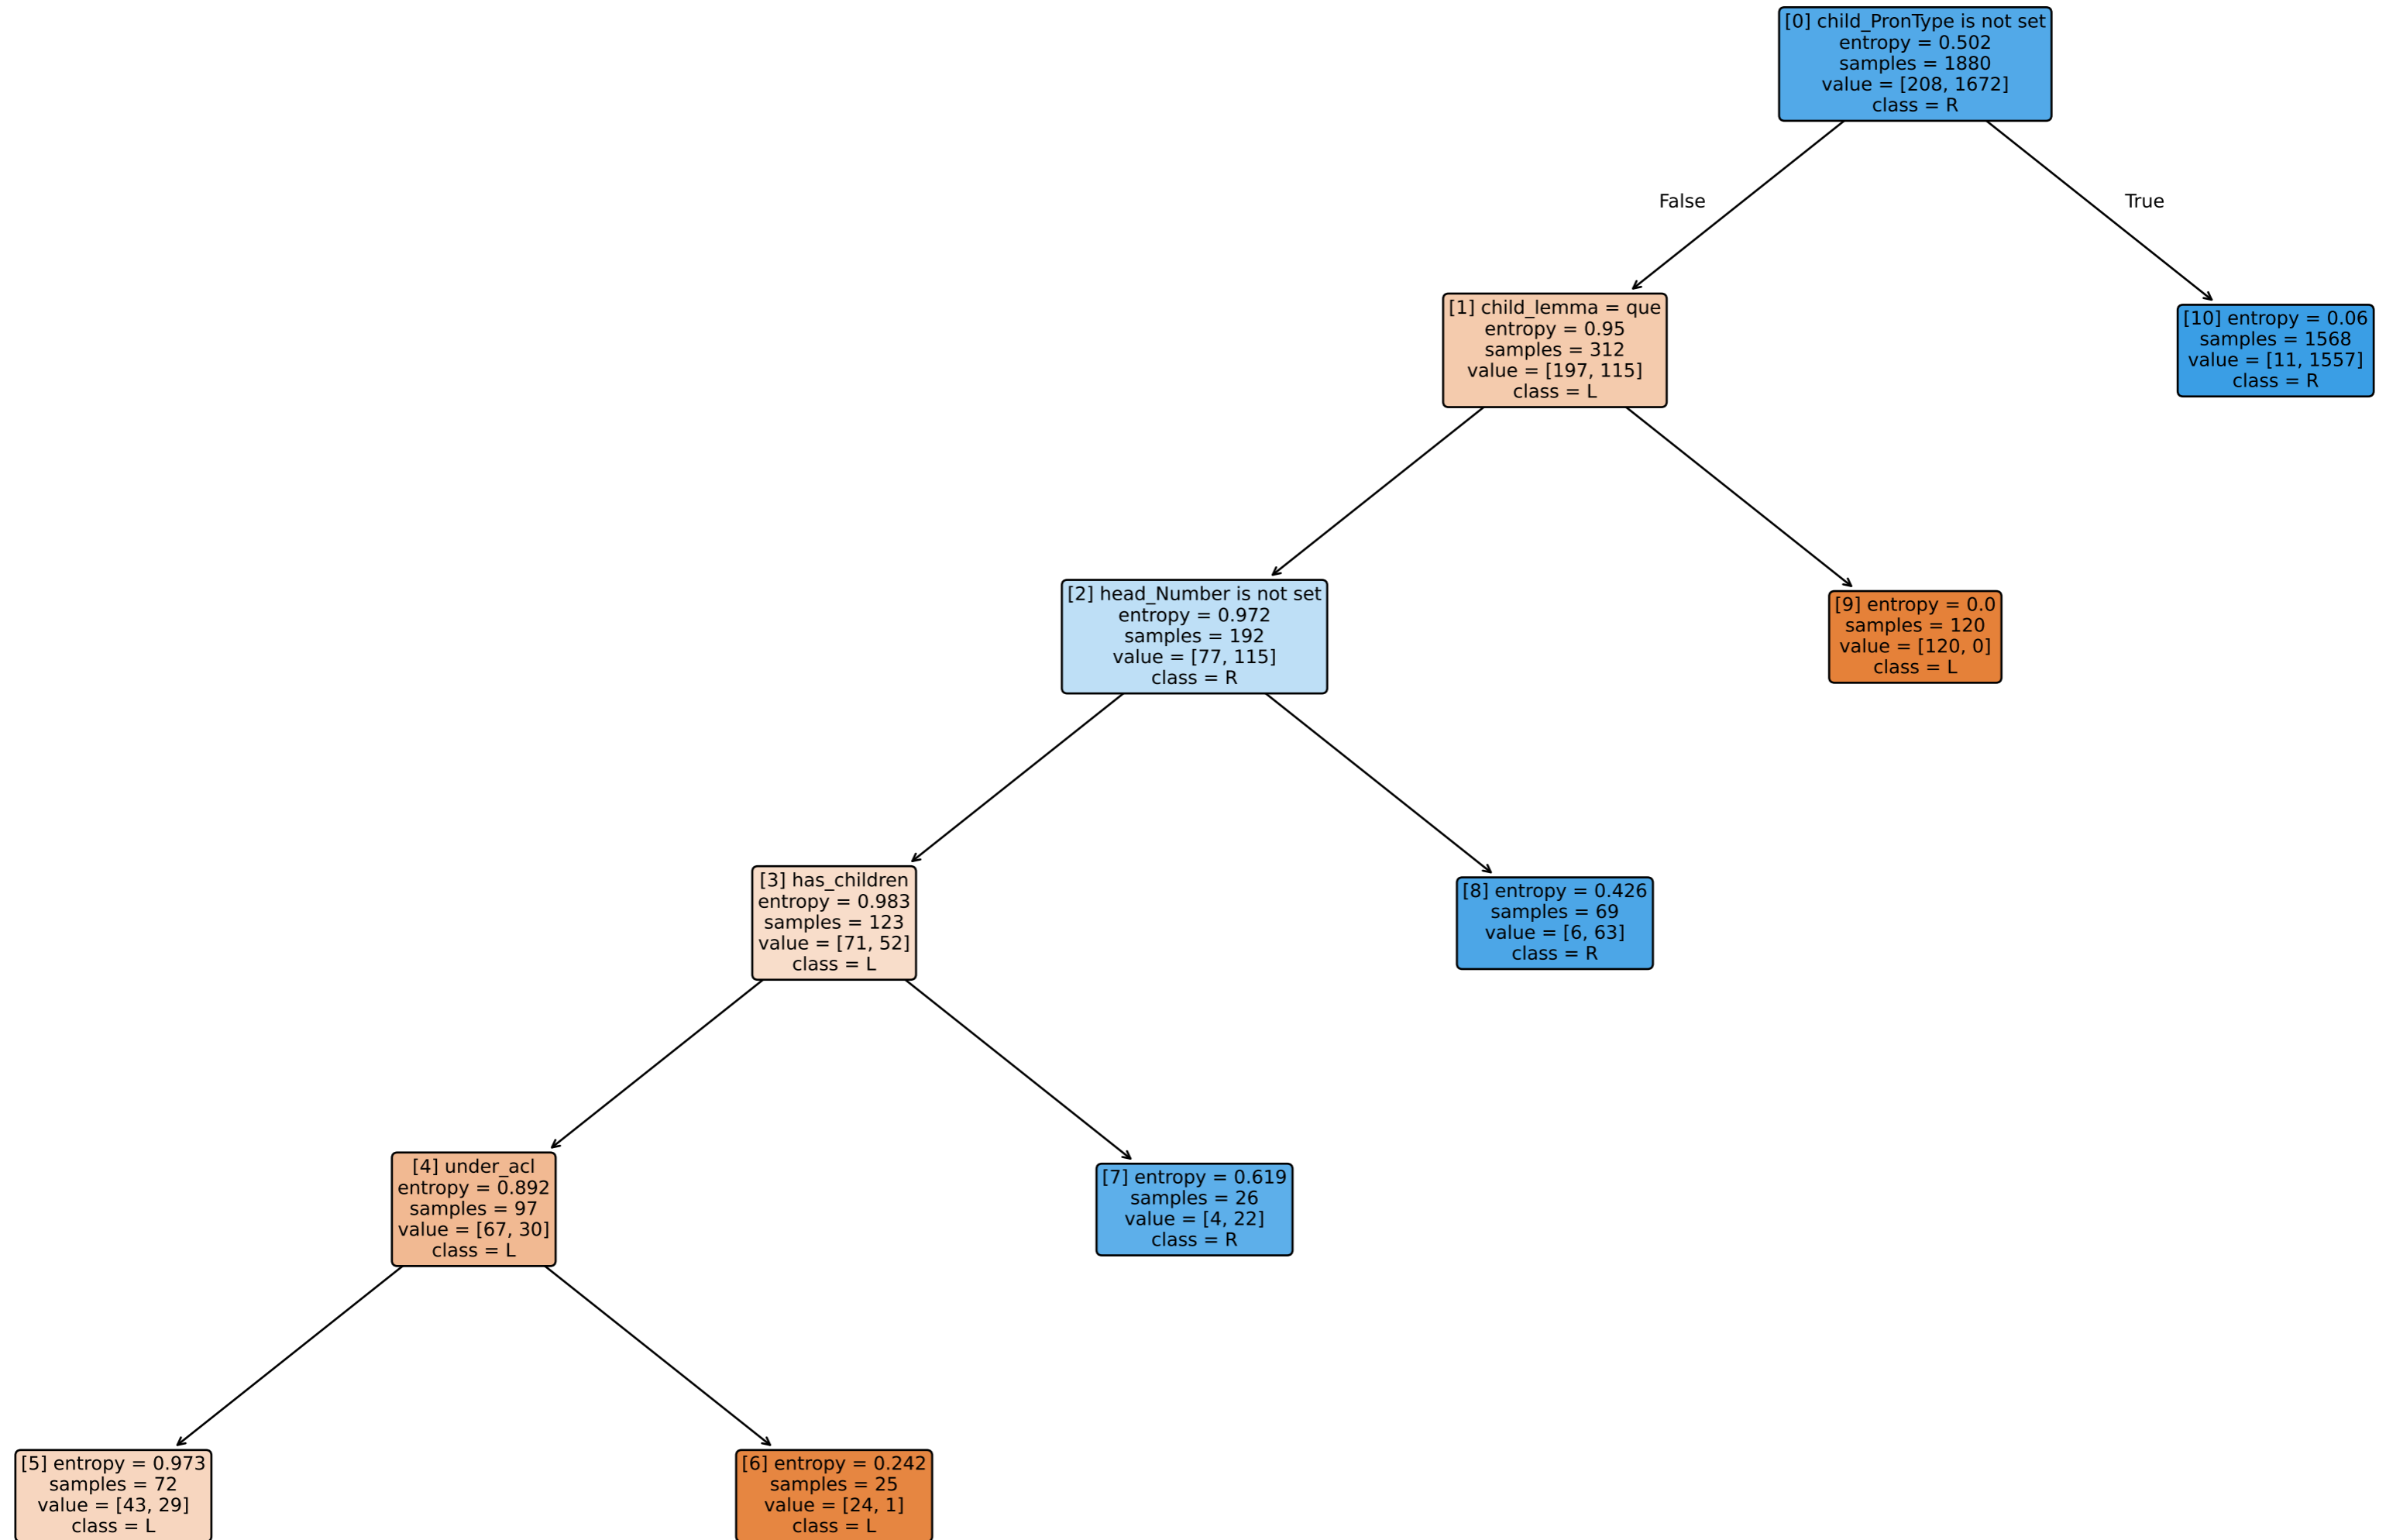 [0] child_PronType is not set
entropy = 0.502
samples = 1880
value = [208, 1672]
class = R
False
True
[1] child_lemma = que
entropy = 0.95
samples = 312
value = [197, 115]
class = L
[10] entropy = 0.06
samples = 1568
value = [11, 1557]
class = R
[2] head_Number is not set
entropy = 0.972
samples = 192
value = [77, 115]
class = R
[9] entropy = 0.0
samples = 120
value = [120, 0]
class = L
[3] has_children
entropy = 0.983
samples = 123
value = [71, 52]
class = L
[8] entropy = 0.426
samples = 69
value = [6, 63]
class = R
[4] under_acl
entropy = 0.892
samples = 97
value = [67, 30]
class = L
[7] entropy = 0.619
samples = 26
value = [4, 22]
class = R
[5] entropy = 0.973
samples = 72
value = [43, 29]
class = L
[6] entropy = 0.242
samples = 25
value = [24, 1]
class = L